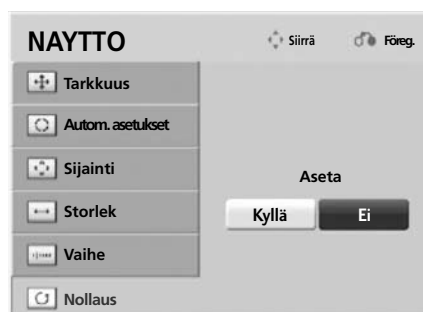 NAYTTO Siirrä Föreg.
Tarkkuus
Autom. asetukset
Sijainti
Storlek
Vaihe
Nollaus
Aseta
Kyllä Ei